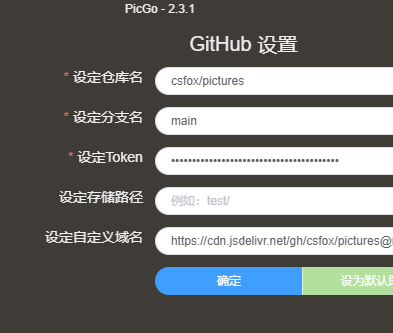 PicGo - 2.3.1
GitHub 设置
* 设定仓库名 csfox/pictures
* 设定分支名 main
* 设定Token ••••••••••••••••••••••••••••••••••••••••
设定存储路径 例如：test/
设定自定义域名 https://cdn.jsdelivr.net/gh/csfox/pictures@
确定 设为默认